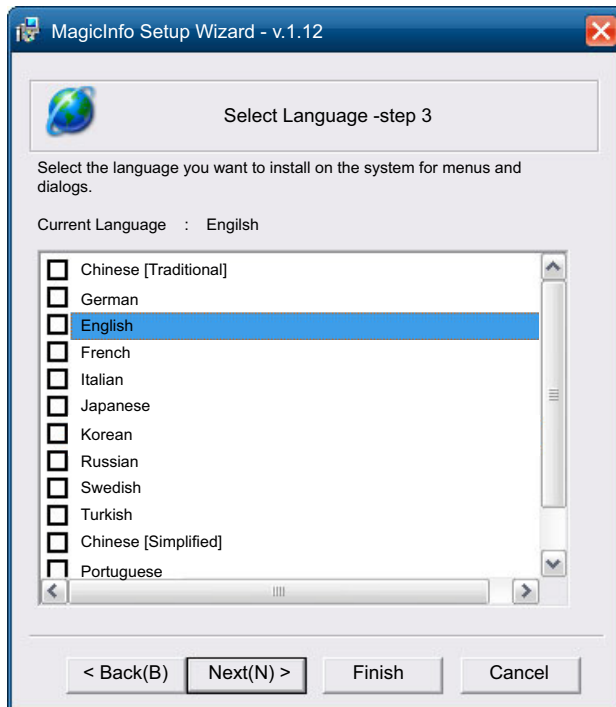 MagicInfo Setup Wizard - v.1.12
Select Language -step 3
Select the language you want to install on the system for menus and
dialogs.
Current Language : Engilsh
Chinese [Traditional]
German
English
French
Italian
Japanese
Korean
Russian
Swedish
Turkish
Chinese [Simplified]
Portuguese
< Back(B) Next(N) > Finish Cancel